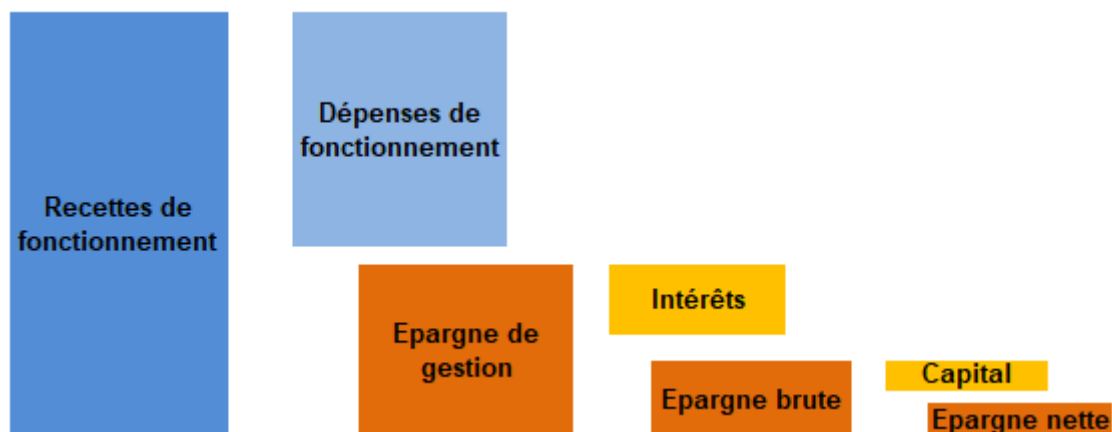 Recettes de
fonctionnement
Dépenses de
fonctionnement
Epargne de
gestion
Intérêts
Epargne brute
Capital
Epargne nette